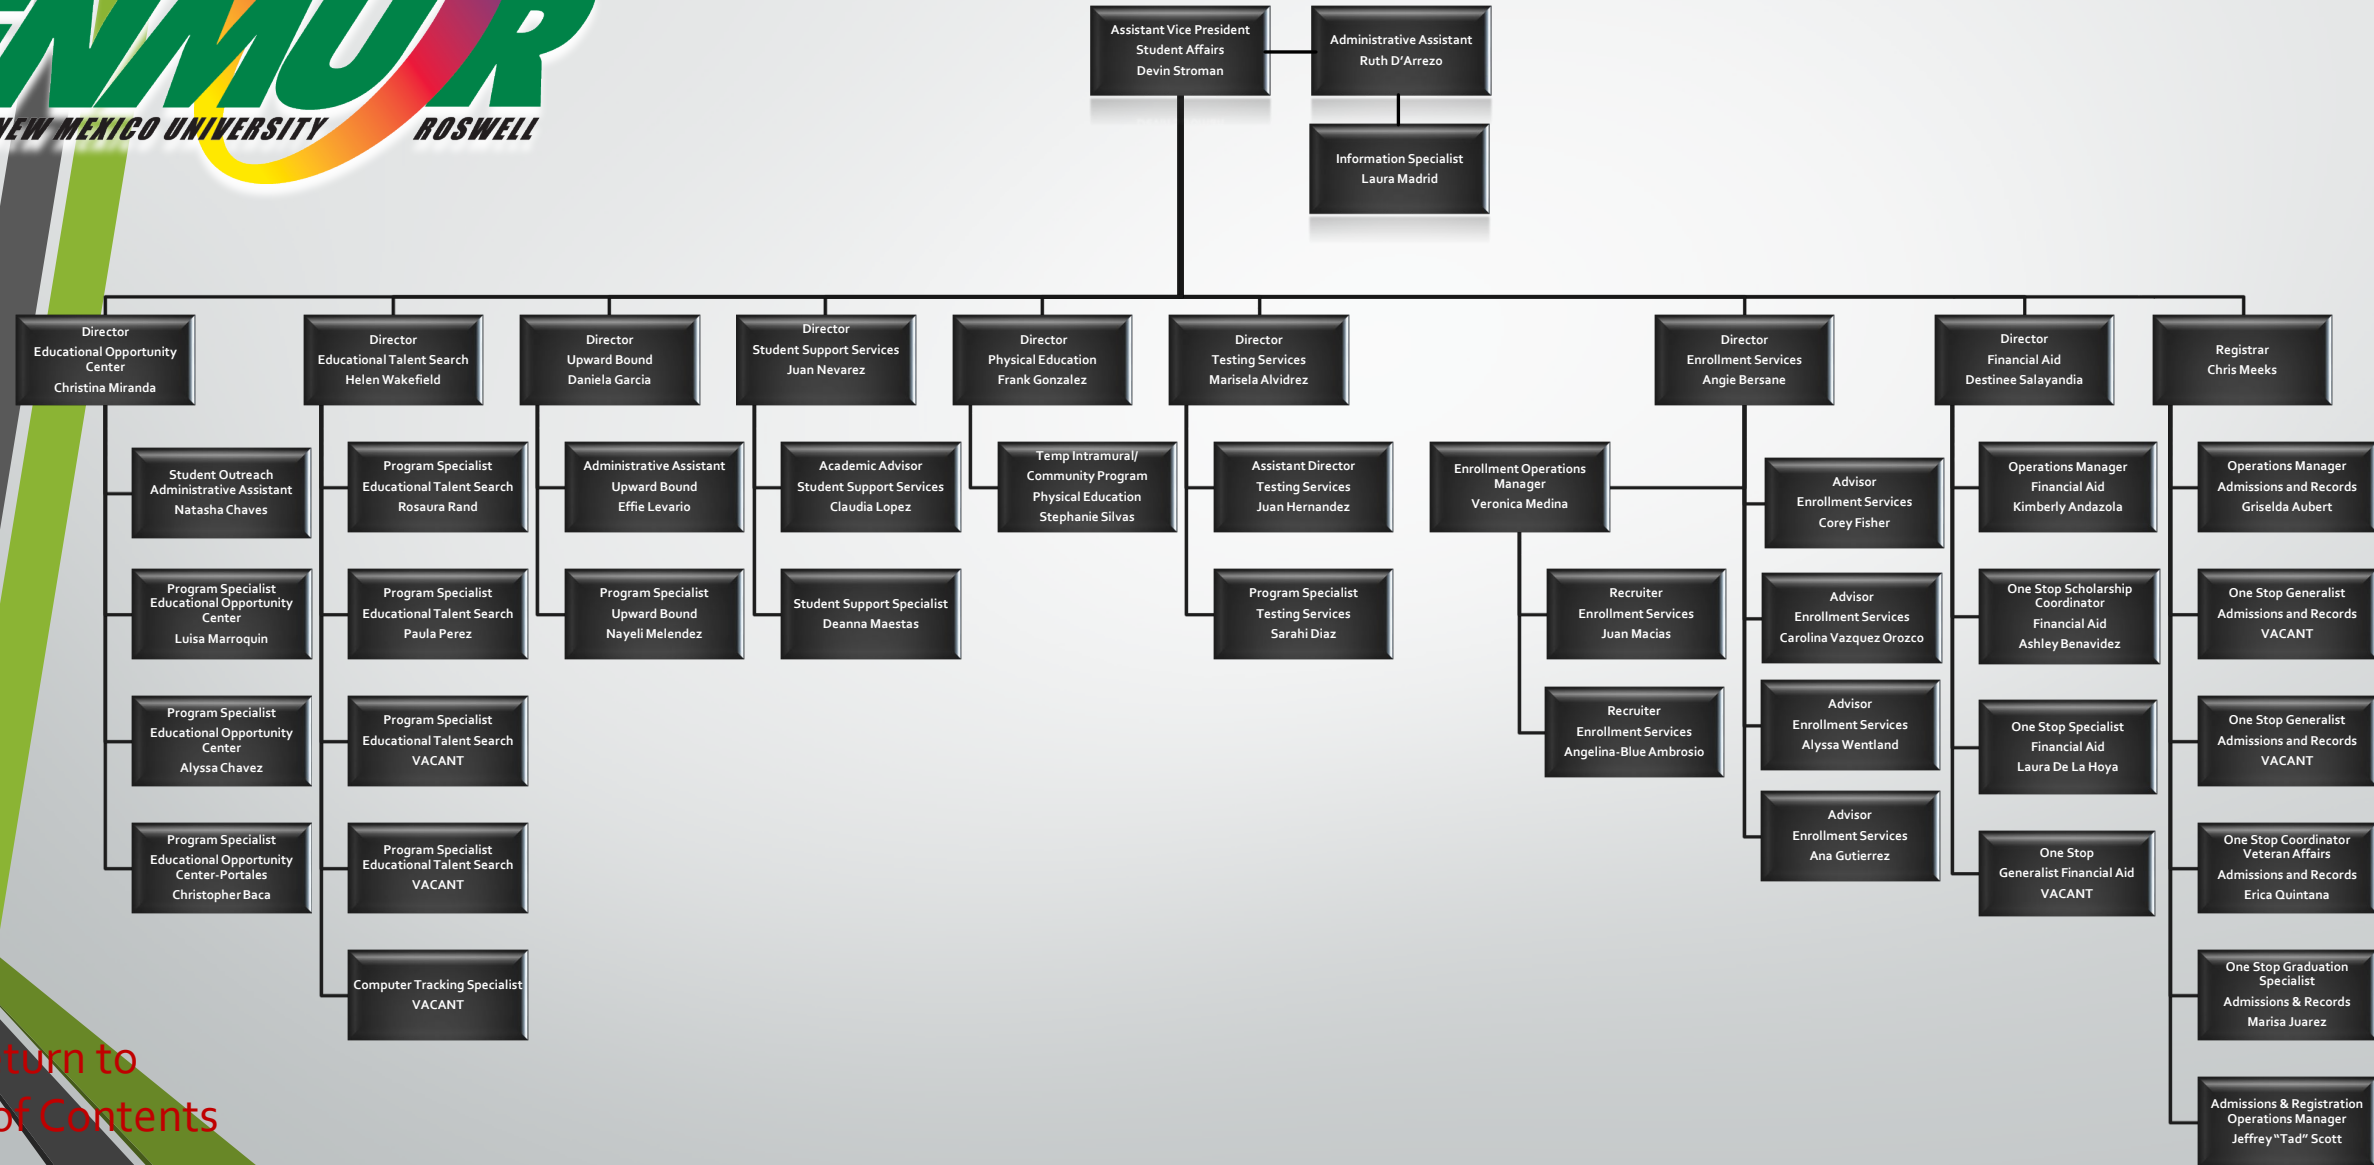 NEW MEXICO UNIVERSITY ROSWELL
Assistant Vice President
Student Affairs
Devin Stroman
Administrative Assistant
Ruth D’Arrezo
Information Specialist
Laura Madrid
Director
Educational Opportunity
Center
Christina Miranda
Director
Educational Talent Search
Helen Wakefield
Director
Upward Bound
Daniela Garcia
Director
Student Support Services
Juan Nevarez
Director
Physical Education
Frank Gonzalez
Director
Testing Services
Marisela Alvidrez
Director
Enrollment Services
Angie Bersane
Director
Financial Aid
Destinee Salayandia
Registrar
Chris Meeks
Student Outreach
Administrative Assistant
Natasha Chaves
Program Specialist
Educational Opportunity
Center
Luisa Marroquin
Program Specialist
Educational Opportunity
Center
Alyssa Chavez
Program Specialist
Educational Opportunity
Center-Portales
Christopher Baca
Program Specialist
Educational Talent Search
Rosaura Rand
Program Specialist
Educational Talent Search
Paula Perez
Program Specialist
Educational Talent Search
VACANT
Program Specialist
Educational Talent Search
VACANT
Computer Tracking Specialist
VACANT
Administrative Assistant
Upward Bound
Effie Levario
Program Specialist
Upward Bound
Nayeli Melendez
Academic Advisor
Student Support Services
Claudia Lopez
Student Support Specialist
Deanna Maestas
Temp Intramural/
Community Program
Physical Education
Stephanie Silvas
Assistant Director
Testing Services
Juan Hernandez
Program Specialist
Testing Services
Sarahi Diaz
Enrollment Operations
Manager
Veronica Medina
Recruiter
Enrollment Services
Juan Macias
Recruiter
Enrollment Services
Angelina-Blue Ambrosio
Advisor
Enrollment Services
Corey Fisher
Advisor
Enrollment Services
Carolina Vazquez Orozco
Advisor
Enrollment Services
Alyssa Wentland
Advisor
Enrollment Services
Ana Gutierrez
Operations Manager
Financial Aid
Kimberly Andazola
One Stop Scholarship
Coordinator
Financial Aid
Ashley Benavidez
One Stop Specialist
Financial Aid
Laura De La Hoya
One Stop
Generalist Financial Aid
VACANT
Operations Manager
Admissions and Records
Griselda Aubert
One Stop Generalist
Admissions and Records
VACANT
One Stop Generalist
Admissions and Records
VACANT
One Stop Coordinator
Veteran Affairs
Admissions and Records
Erica Quintana
One Stop Graduation
Specialist
Admissions & Records
Marisa Juarez
Admissions & Registration
Operations Manager
Jeffrey “Tad” Scott
turn to
of Contents